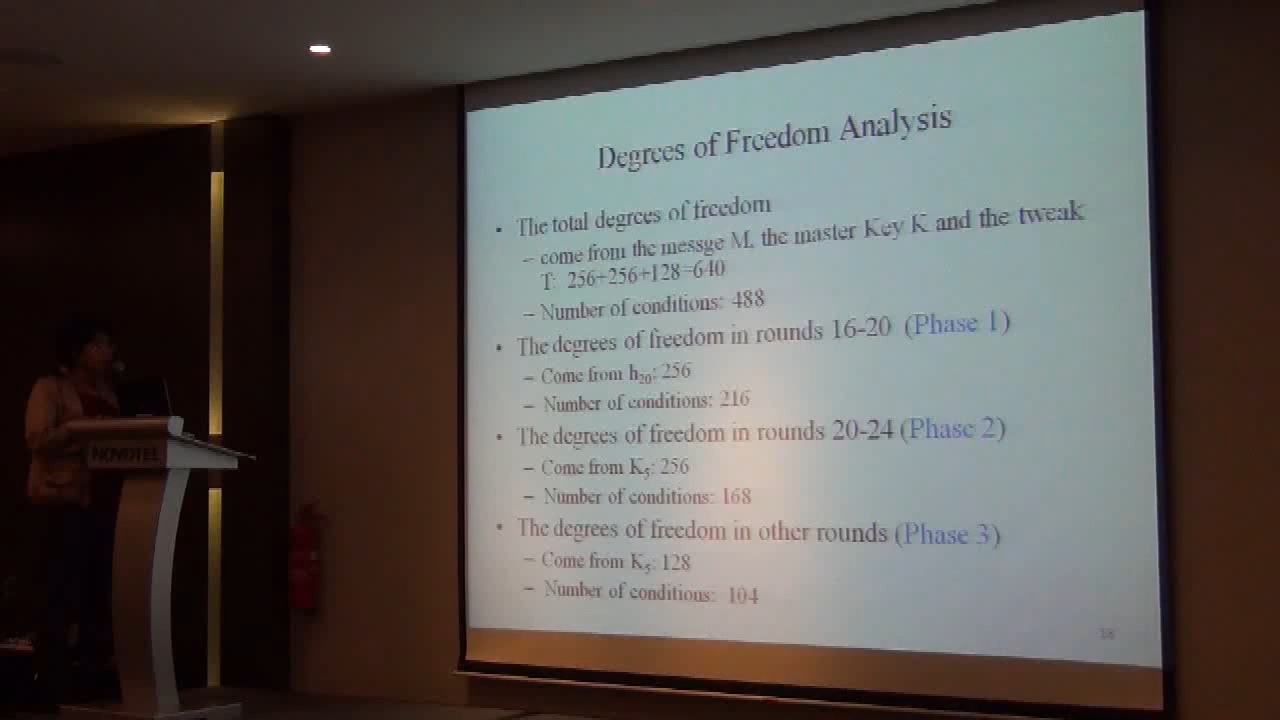 Degrees of Freedom Analysis
• The total degrees of freedom
– come from the messge M, the master Key K and the tweak
T: 256+256+128=640
– Number of conditions: 488
• The degrees of freedom in rounds 16-20 (Phase 1)
– Come from h20: 256
– Number of conditions: 216
• The degrees of freedom in rounds 20-24 (Phase 2)
– Come from K5: 256
– Number of conditions: 168
• The degrees of freedom in other rounds (Phase 3)
– Come from K5: 128
– Number of conditions: 104
18
NOVOTEL